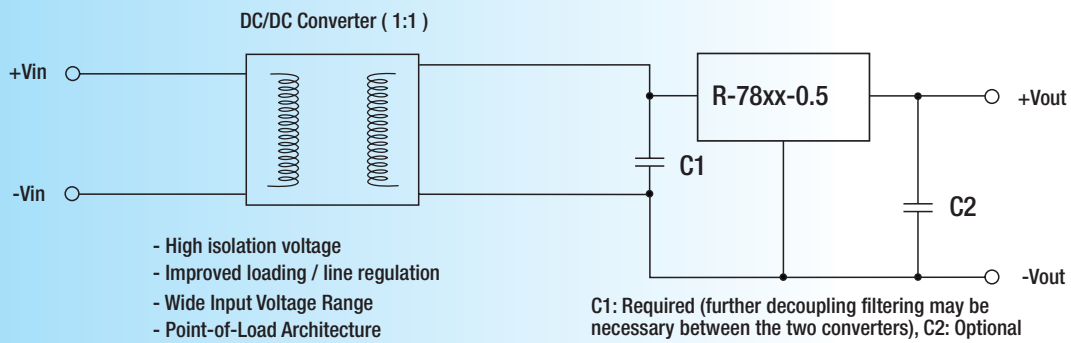 DC/DC Converter ( 1:1 )
+Vin
R-78xx-0.5
+Vout
C1
-Vin
C2
- High isolation voltage
- Improved loading / line regulation
- Wide Input Voltage Range
- Point-of-Load Architecture
-Vout
C1: Required (further decoupling filtering may be
necessary between the two converters), C2: Optional